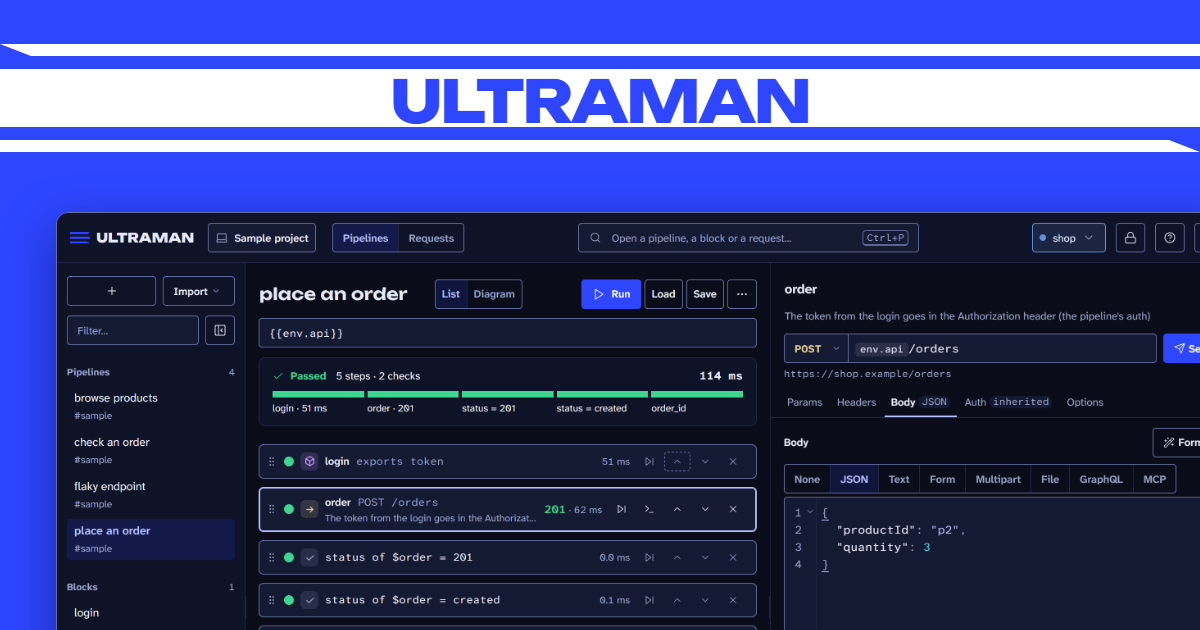 ULTRAMAN
ULTRAMAN
Sample project
Pipelines
Requests
Open a pipeline, a block or a request...
Ctrl+P
shop
+
Import
Filter...
Pipelines 4
browse products
#sample
check an order
#sample
flaky endpoint
#sample
place an order
#sample
Blocks 1
login
place an order
List
Diagram
Run
Load
Save
...
{{env.api}}
Passed 5 steps · 2 checks 114 ms
login · 51 ms
order · 201
status = 201
status = created
order_id
login exports token 51 ms
order POST /orders
The token from the login goes in the Authorizat...
201 · 62 ms
status of $order = 201 0.0 ms
status of $order = created 0.1 ms
order
The token from the login goes in the Authorization header (the pipeline's auth)
POST
env.api/orders
https://shop.example/orders
Params
Headers
Body JSON
Auth inherited
Options
Body
None
JSON
Text
Form
Multipart
File
GraphQL
MCP
1 {
2 "productId": "p2",
3 "quantity": 3
4 }